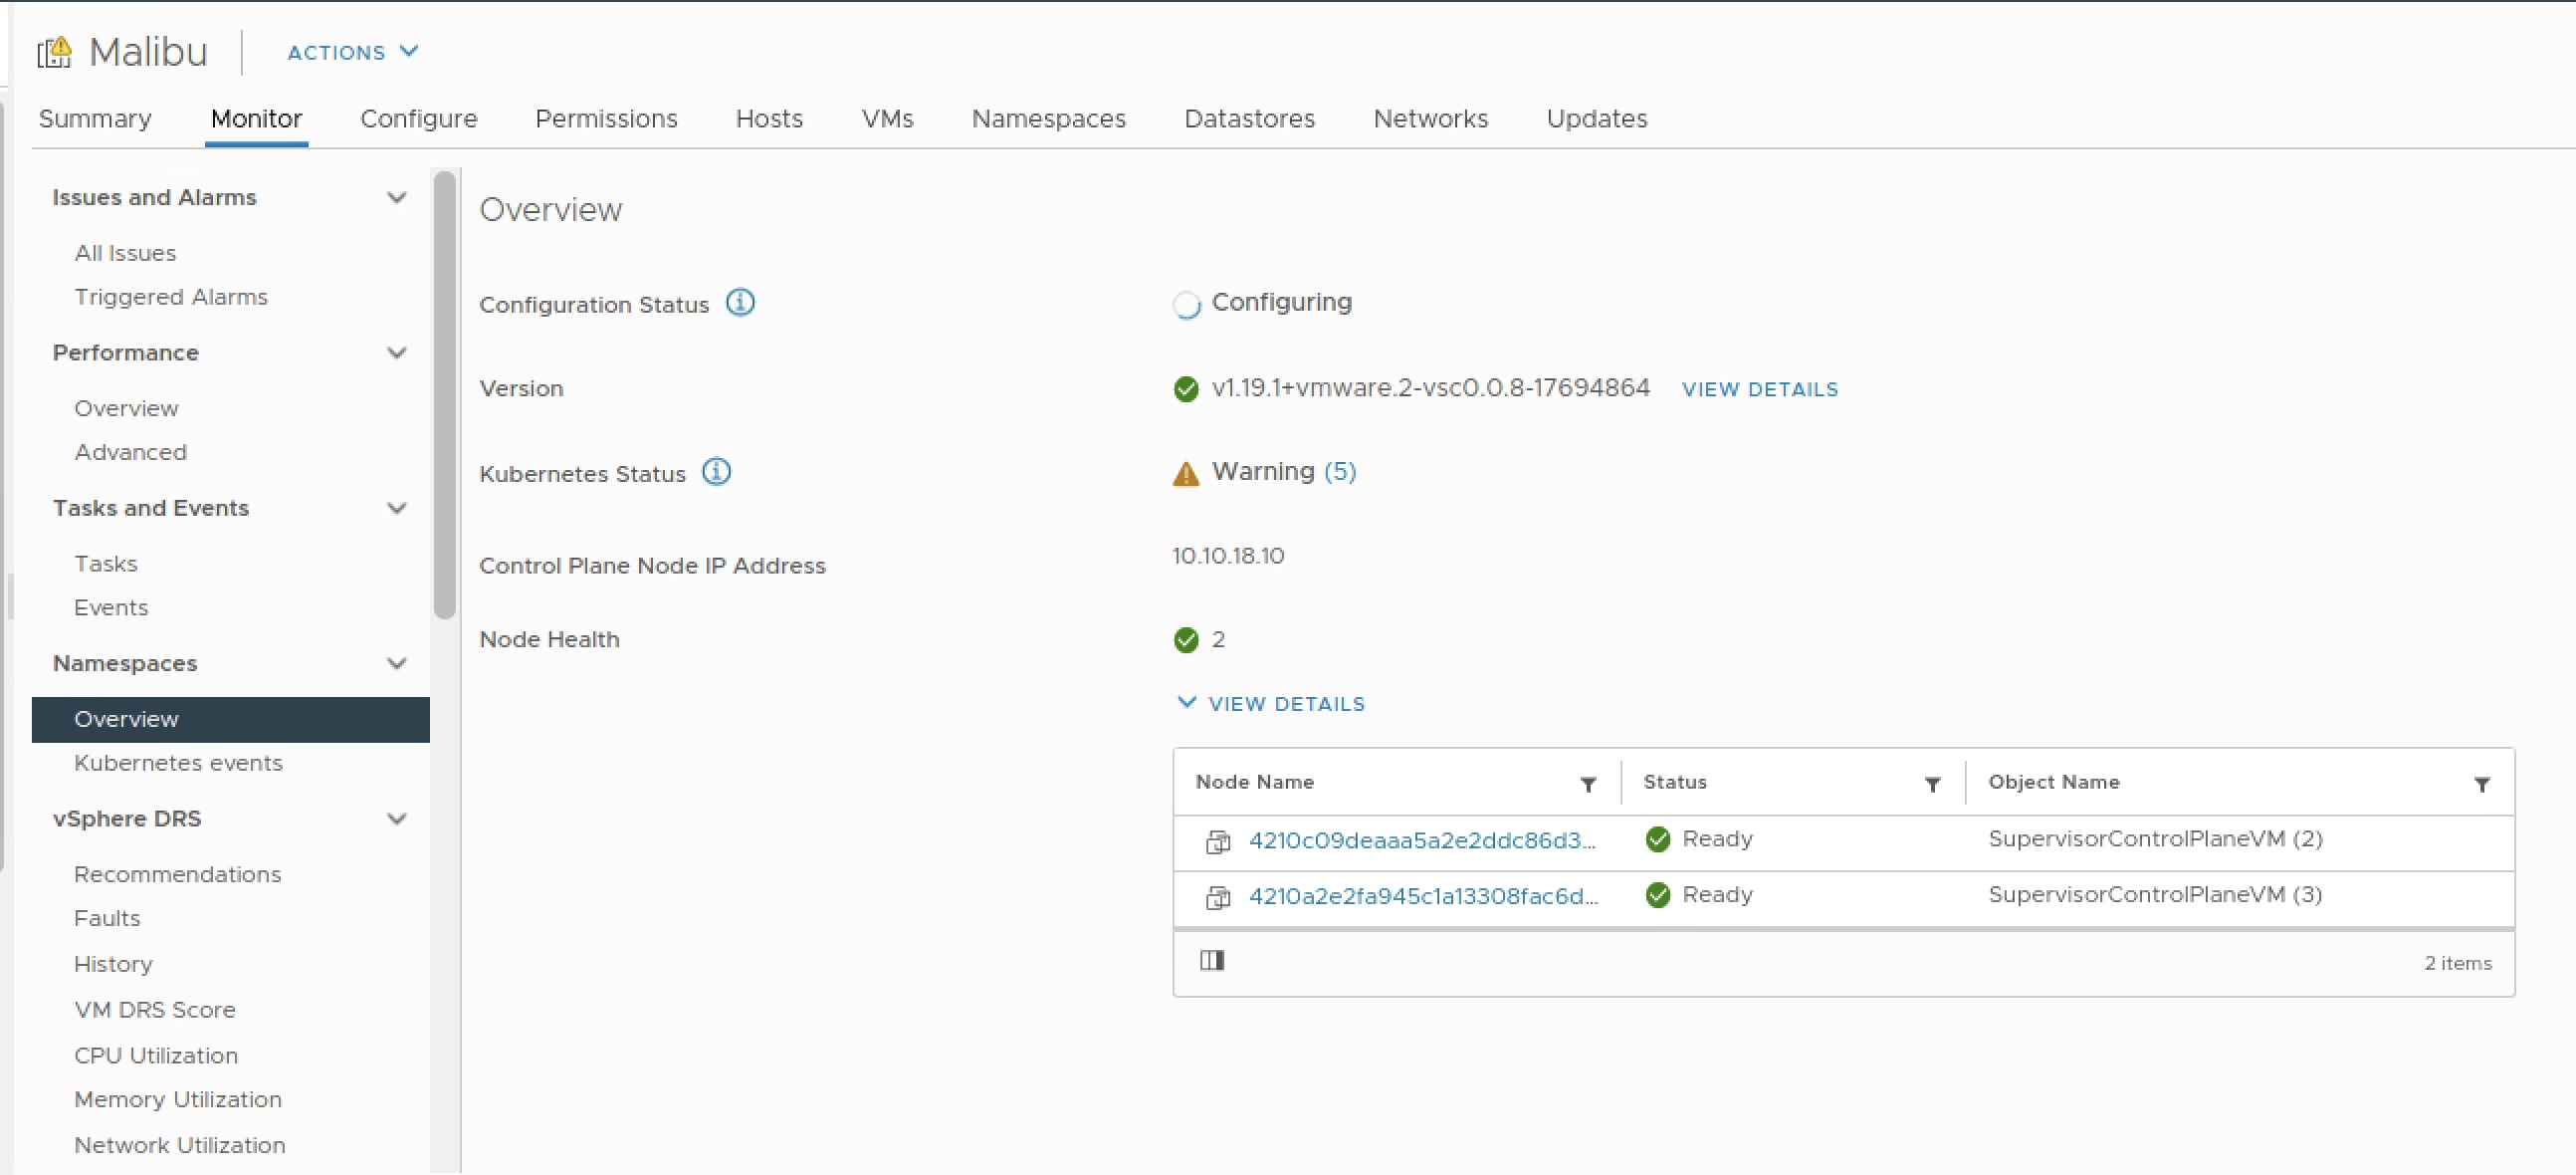 Malibu ACTIONS
Summary Monitor Configure Permissions Hosts VMs Namespaces Datastores Networks Updates
Issues and Alarms
All Issues
Triggered Alarms
Performance
Overview
Advanced
Tasks and Events
Tasks
Events
Namespaces
Overview
Kubernetes events
vSphere DRS
Recommendations
Faults
History
VM DRS Score
CPU Utilization
Memory Utilization
Network Utilization
Overview
Configuration Status Configuring
Version v1.19.1+vmware.2-vsc0.0.8-17694864 VIEW DETAILS
Kubernetes Status Warning (5)
Control Plane Node IP Address 10.10.18.10
Node Health 2
VIEW DETAILS
Node Name Status Object Name
4210c09deaaa5a2e2ddc86d3... Ready SupervisorControlPlaneVM (2)
4210a2e2fa945c1a13308fac6d... Ready SupervisorControlPlaneVM (3)
2 items